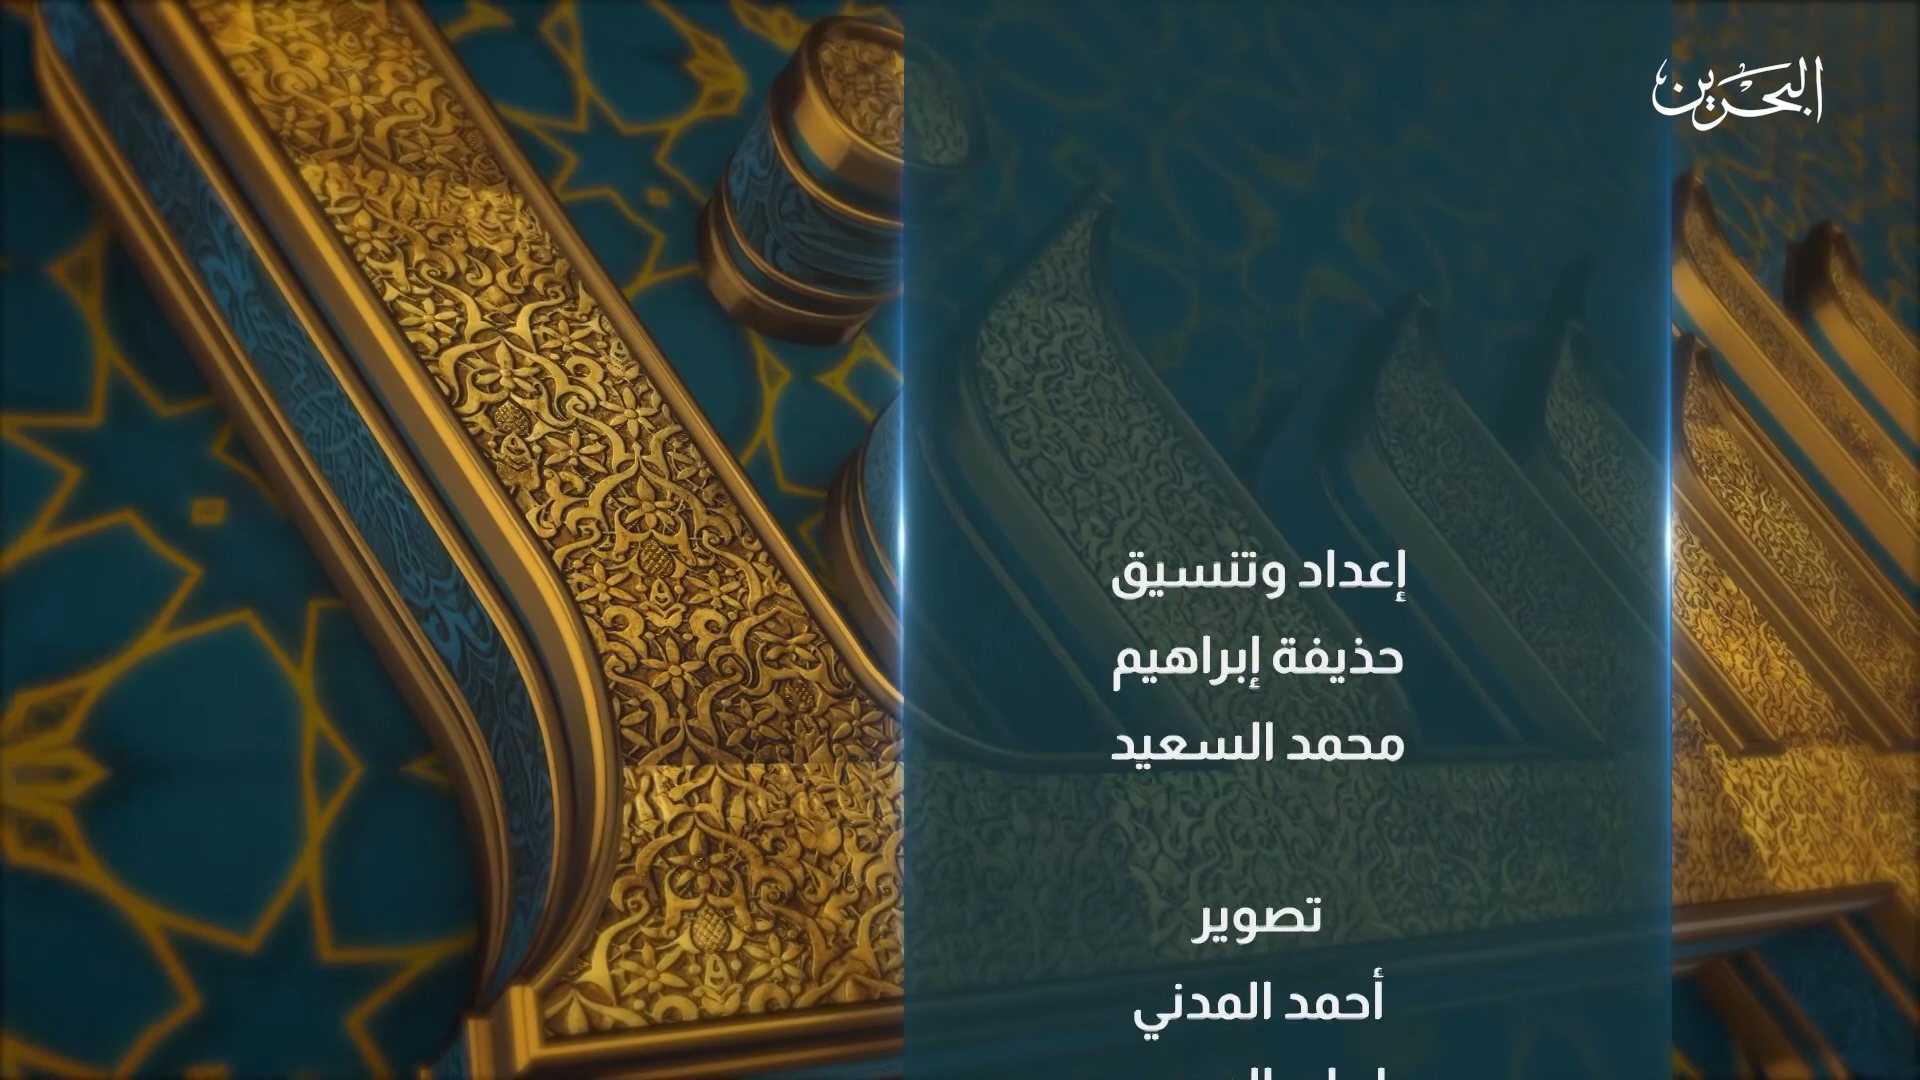 البحرين
إعداد وتنسيق
حذيفة إبراهيم
محمد السعيد
تصوير
أحمد المدني